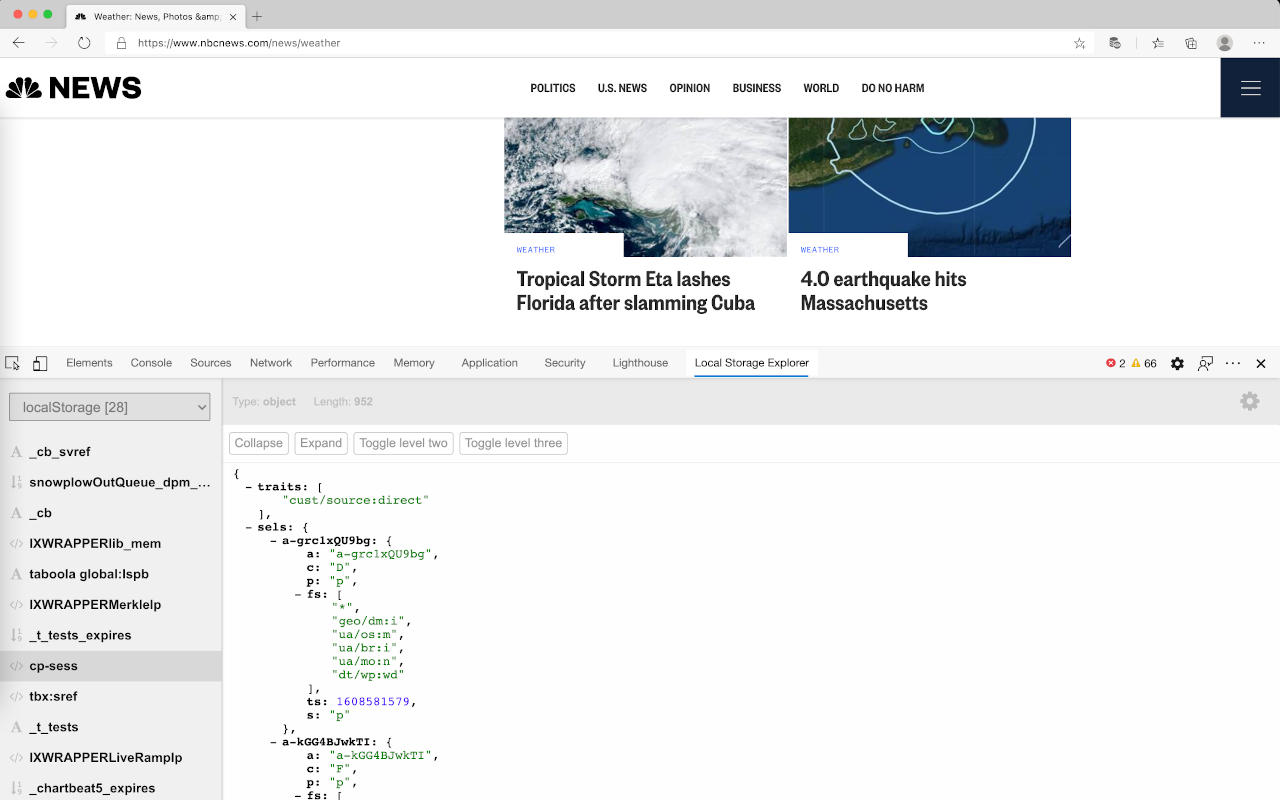 Weather: News, Photos &amp;
https://www.nbcnews.com/news/weather
NEWS
POLITICS U.S. NEWS OPINION BUSINESS WORLD DO NO HARM
WEATHER
Tropical Storm Eta lashes
Florida after slamming Cuba
WEATHER
4.0 earthquake hits
Massachusetts
Elements Console Sources Network Performance Memory Application Security Lighthouse Local Storage Explorer 2 66
localStorage [28]
Type: object Length: 952
Collapse Expand Toggle level two Toggle level three
_cb_svref
snowplowOutQueue_dpm_...
_cb
IXWRAPPERlib_mem
taboola global:lspb
IXWRAPPERMerkleIp
_t_tests_expires
cp-sess
tbx:sref
_t_tests
IXWRAPPERLiveRampIp
_chartbeat5_expires
{
- traits: [
"cust/source:direct"
],
- sels: {
- a-grc1xQU9bg: {
a: "a-grc1xQU9bg",
c: "D",
p: "p",
- fs: [
"*",
"geo/dm:i",
"ua/os:m",
"ua/br:i",
"ua/mo:n",
"dt/wp:wd"
],
ts: 1608581579,
s: "p"
},
- a-kGG4BJwkTI: {
a: "a-kGG4BJwkTI",
c: "F",
p: "p",
- fs: [